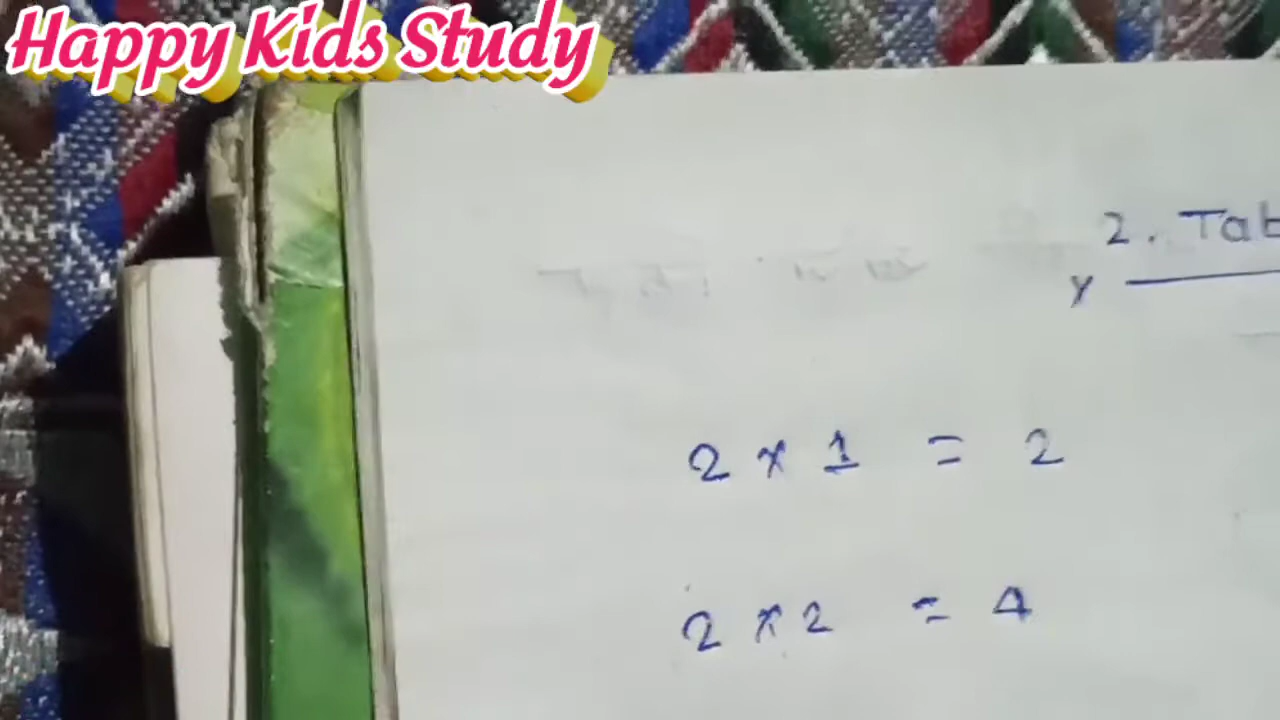 Happy Kids Study
2. Tab
x
2 x 1 = 2
2 x 2 = 4